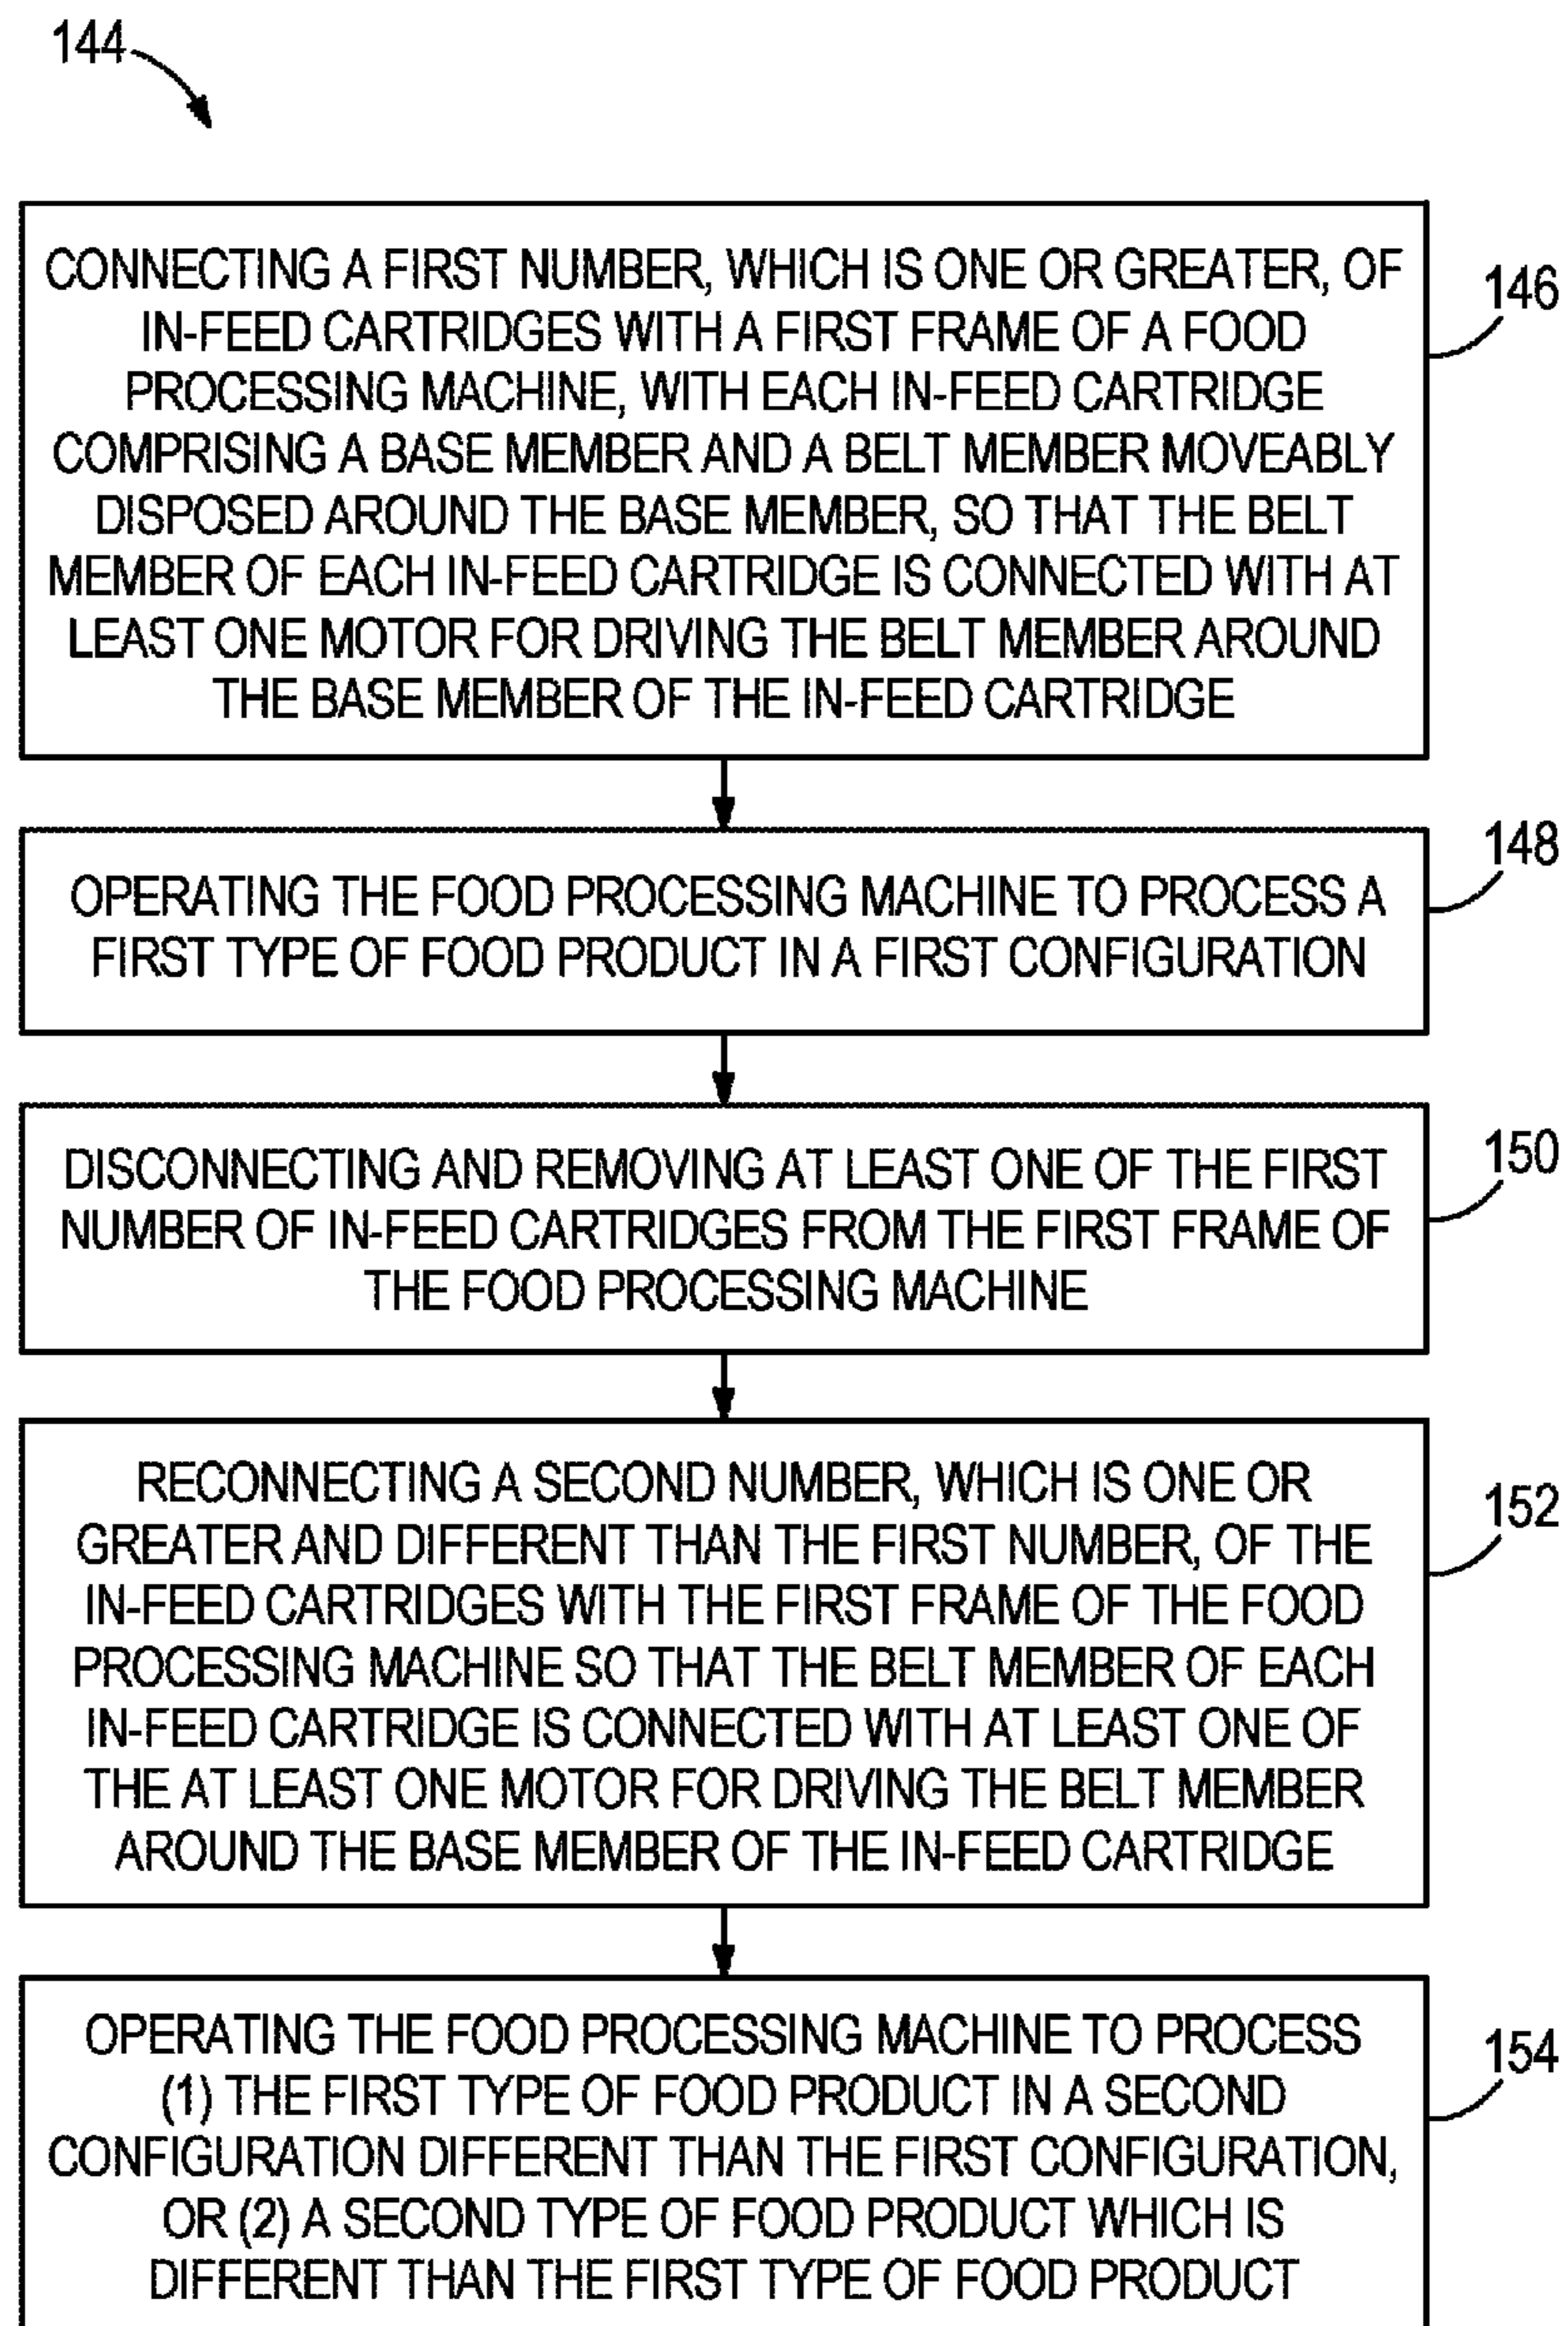 144
CONNECTING A FIRST NUMBER, WHICH IS ONE OR GREATER, OF
IN-FEED CARTRIDGES WITH A FIRST FRAME OF A FOOD
PROCESSING MACHINE, WITH EACH IN-FEED CARTRIDGE
COMPRISING A BASE MEMBER AND A BELT MEMBER MOVEABLY
DISPOSED AROUND THE BASE MEMBER, SO THAT THE BELT
MEMBER OF EACH IN-FEED CARTRIDGE IS CONNECTED WITH AT
LEAST ONE MOTOR FOR DRIVING THE BELT MEMBER AROUND
THE BASE MEMBER OF THE IN-FEED CARTRIDGE
146
OPERATING THE FOOD PROCESSING MACHINE TO PROCESS A
FIRST TYPE OF FOOD PRODUCT IN A FIRST CONFIGURATION
148
DISCONNECTING AND REMOVING AT LEAST ONE OF THE FIRST
NUMBER OF IN-FEED CARTRIDGES FROM THE FIRST FRAME OF
THE FOOD PROCESSING MACHINE
150
RECONNECTING A SECOND NUMBER, WHICH IS ONE OR
GREATER AND DIFFERENT THAN THE FIRST NUMBER, OF THE
IN-FEED CARTRIDGES WITH THE FIRST FRAME OF THE FOOD
PROCESSING MACHINE SO THAT THE BELT MEMBER OF EACH
IN-FEED CARTRIDGE IS CONNECTED WITH AT LEAST ONE OF
THE AT LEAST ONE MOTOR FOR DRIVING THE BELT MEMBER
AROUND THE BASE MEMBER OF THE IN-FEED CARTRIDGE
152
OPERATING THE FOOD PROCESSING MACHINE TO PROCESS
(1) THE FIRST TYPE OF FOOD PRODUCT IN A SECOND
CONFIGURATION DIFFERENT THAN THE FIRST CONFIGURATION,
OR (2) A SECOND TYPE OF FOOD PRODUCT WHICH IS
DIFFERENT THAN THE FIRST TYPE OF FOOD PRODUCT
154